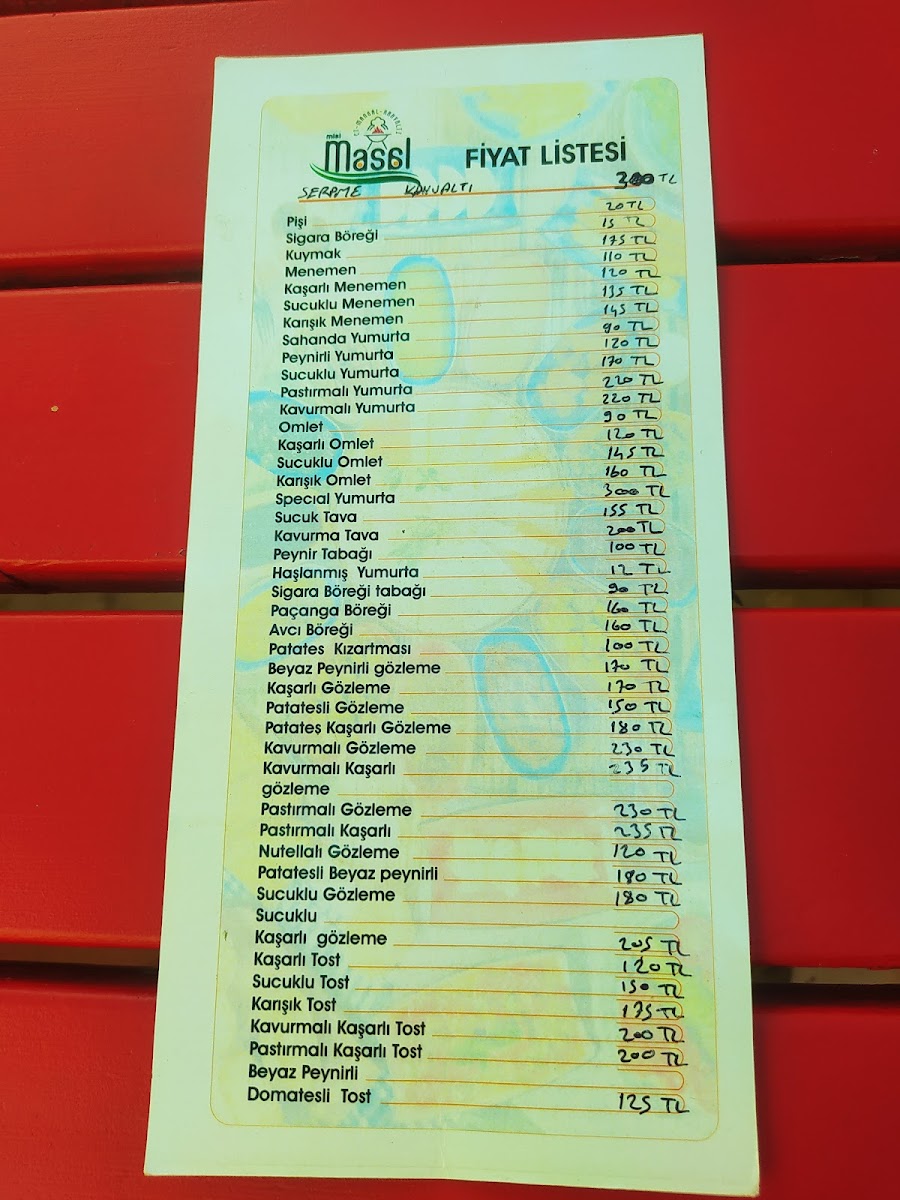 ET-MANGAL-KAHVALTI
misi
Masal
FİYAT LİSTESİ
SERPME KAHVALTI 300 TL
Pişi 20 TL
Sigara Böreği 15 TL
Kuymak 175 TL
Menemen 110 TL
Kaşarlı Menemen 120 TL
Sucuklu Menemen 135 TL
Karışık Menemen 145 TL
Sahanda Yumurta 90 TL
Peynirli Yumurta 120 TL
Sucuklu Yumurta 170 TL
Pastırmalı Yumurta 220 TL
Kavurmalı Yumurta 220 TL
Omlet 90 TL
Kaşarlı Omlet 120 TL
Sucuklu Omlet 145 TL
Karışık Omlet 160 TL
Specıal Yumurta 300 TL
Sucuk Tava 155 TL
Kavurma Tava 200 TL
Peynir Tabağı 100 TL
Haşlanmış Yumurta 12 TL
Sigara Böreği tabağı 90 TL
Paçanga Böreği 160 TL
Avcı Böreği 160 TL
Patates Kızartması 100 TL
Beyaz Peynirli gözleme 170 TL
Kaşarlı Gözleme 170 TL
Patatesli Gözleme 150 TL
Patates Kaşarlı Gözleme 180 TL
Kavurmalı Gözleme 230 TL
Kavurmalı Kaşarlı 235 TL
gözleme
Pastırmalı Gözleme 230 TL
Pastırmalı Kaşarlı 235 TL
Nutellalı Gözleme 120 TL
Patatesli Beyaz peynirli 180 TL
Sucuklu Gözleme 180 TL
Sucuklu
Kaşarlı gözleme 205 TL
Kaşarlı Tost 120 TL
Sucuklu Tost 150 TL
Karışık Tost 175 TL
Kavurmalı Kaşarlı Tost 200 TL
Pastırmalı Kaşarlı Tost 200 TL
Beyaz Peynirli
Domatesli Tost 125 TL